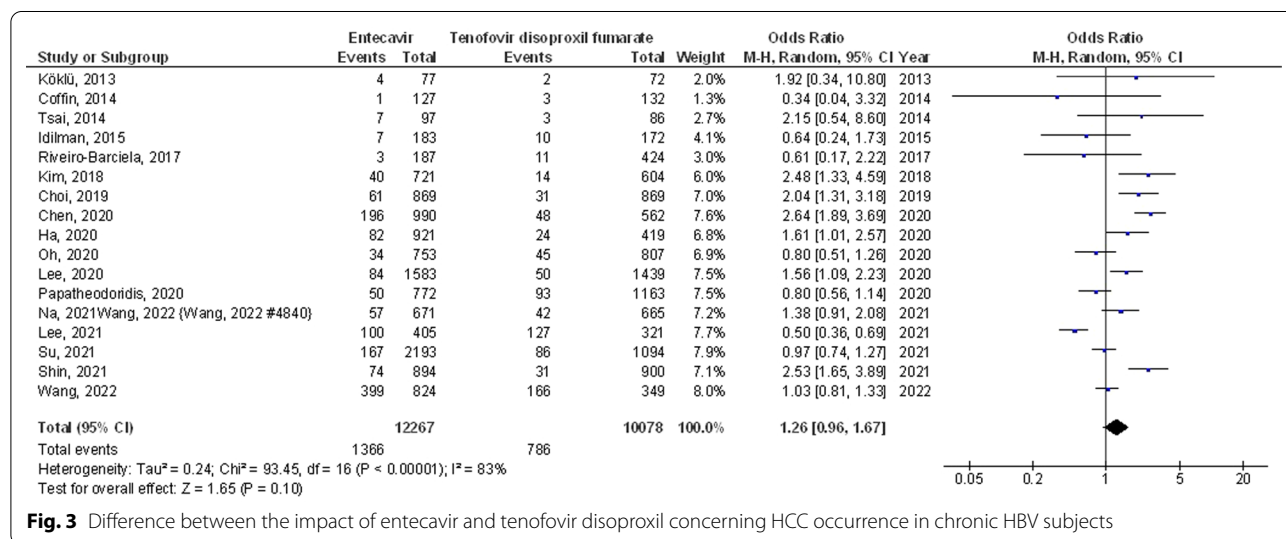 Entecavir Tenofovir disoproxil fumarate Odds Ratio Odds Ratio
Study or Subgroup Events Total Events Total Weight M-H, Random, 95% CI Year M-H, Random, 95% CI
Köklü, 2013 4 77 2 72 2.0% 1.92 [0.34, 10.80] 2013
Coffin, 2014 1 127 3 132 1.3% 0.34 [0.04, 3.32] 2014
Tsai, 2014 7 97 3 86 2.7% 2.15 [0.54, 8.60] 2014
Idilman, 2015 7 183 10 172 4.1% 0.64 [0.24, 1.73] 2015
Riveiro-Barciela, 2017 3 187 11 424 3.0% 0.61 [0.17, 2.22] 2017
Kim, 2018 40 721 14 604 6.0% 2.48 [1.33, 4.59] 2018
Choi, 2019 61 869 31 869 7.0% 2.04 [1.31, 3.18] 2019
Chen, 2020 196 990 48 562 7.6% 2.64 [1.89, 3.69] 2020
Ha, 2020 82 921 24 419 6.8% 1.61 [1.01, 2.57] 2020
Oh, 2020 34 753 45 807 6.9% 0.80 [0.51, 1.26] 2020
Lee, 2020 84 1583 50 1439 7.5% 1.56 [1.09, 2.23] 2020
Papatheodoridis, 2020 50 772 93 1163 7.5% 0.80 [0.56, 1.14] 2020
Na, 2021Wang, 2022 {Wang, 2022 #4840} 57 671 42 665 7.2% 1.38 [0.91, 2.08] 2021
Lee, 2021 100 405 127 321 7.7% 0.50 [0.36, 0.69] 2021
Su, 2021 167 2193 86 1094 7.9% 0.97 [0.74, 1.27] 2021
Shin, 2021 74 894 31 900 7.1% 2.53 [1.65, 3.89] 2021
Wang, 2022 399 824 166 349 8.0% 1.03 [0.81, 1.33] 2022
Total (95% CI) 12267 10078 100.0% 1.26 [0.96, 1.67]
Total events 1366 786
Heterogeneity: Tau² = 0.24; Chi² = 93.45, df = 16 (P < 0.00001); I² = 83%
Test for overall effect: Z = 1.65 (P = 0.10)
0.05 0.2 1 5 20
Fig. 3 Difference between the impact of entecavir and tenofovir disoproxil concerning HCC occurrence in chronic HBV subjects